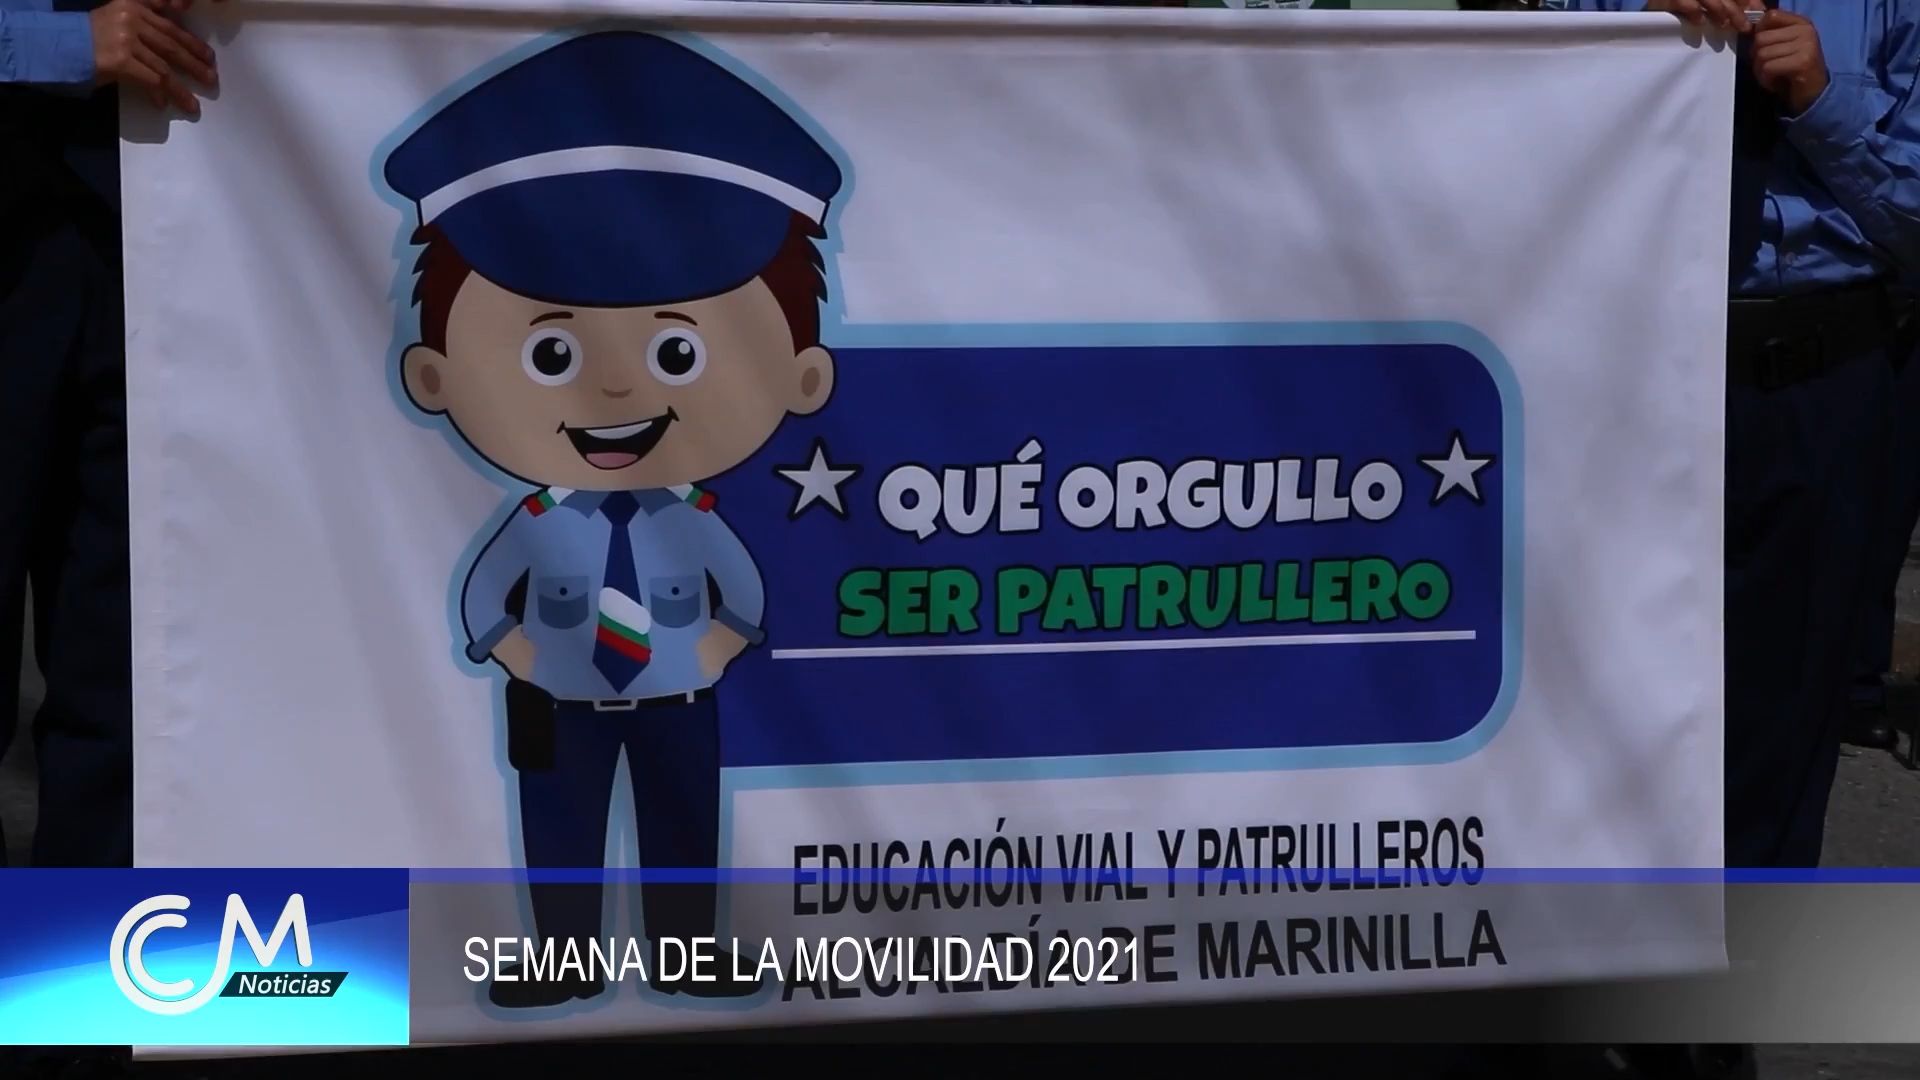 QUÉ ORGULLO
SER PATRULLERO
EDUCACIÓN VIAL Y PATRULLEROS
ALCALDÍA DE MARINILLA
CM
Noticias
SEMANA DE LA MOVILIDAD 2021